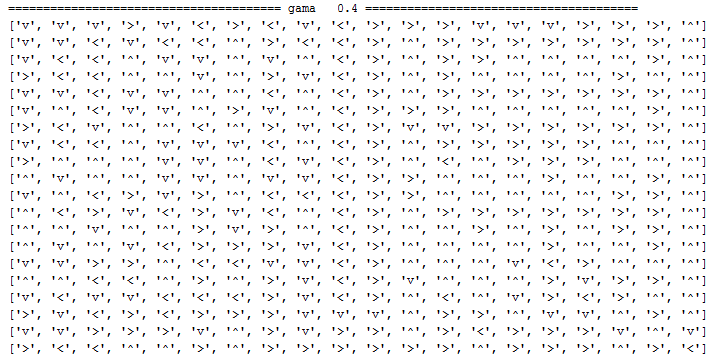 ======================================= gama   0.4 =======================================
['v', 'v', 'v', '>', 'v', '<', '>', '<', 'v', '<', '>', '>', '>', 'v', 'v', 'v', '>', '>', '>', '^']
['v', 'v', '<', '^', '<', '<', '^', '>', '<', '<', '>', '^', '>', '>', '>', '>', '>', '^', '>', '^']
['v', '<', '<', '^', 'v', 'v', '^', 'v', '^', '<', '>', '^', '>', '^', '^', '^', '>', '>', '>', '^']
['>', '<', '<', '^', '^', 'v', '^', '>', '^', '<', '>', '^', '>', '^', '^', '^', '>', '^', '^', '^']
['v', '<', 'v', '<', 'v', '^', '^', '<', '^', '<', '>', '^', '^', '^', '^', '^', '^', '>', '>', '^']
['v', '^', '<', 'v', 'v', '^', '>', 'v', '^', '<', '>', '>', '>', '^', '^', '^', '^', '^', '>', '^']
['>', '<', 'v', '^', '^', '<', '^', '>', 'v', '<', '>', 'v', 'v', '>', '>', '>', '>', '>', '>', '^']
['v', '<', '<', '^', 'v', 'v', 'v', '<', '^', '<', '>', '^', '>', '>', '>', '>', '>', '^', '^', '^']
['>', '^', '^', '^', 'v', 'v', '^', '<', 'v', '<', '>', '^', '<', '^', '^', '^', '^', '>', '>', '^']
['^', 'v', '^', '^', 'v', 'v', '^', 'v', 'v', '<', '>', '>', '^', '^', '^', '^', '>', '>', '^', '^']
['v', '^', '<', '>', 'v', '>', '^', '<', '<', '<', '>', '^', '^', '^', '^', '^', '^', '>', '>', '^']
['^', '<', '>', 'v', '<', 'v', '>', '<', '^', '<', '>', '^', '^', '>', '>', '>', '>', '>', '>', '^']
['^', '^', 'v', '^', '^', '>', 'v', '>', 'v', '<', '>', '^', '>', '^', '^', '>', '^', '^', '>', '^']
['^', 'v', '^', 'v', '<', '>', '>', '>', '^', '<', '>', '^', '^', '^', '^', '>', '^', '^', '>', '^']
['v', 'v', '>', '>', '^', '<', '<', '<', 'v', '<', '>', '^', '^', '^', 'v', '<', '>', '^', '>', '^']
['^', '^', '<', '<', '>', '^', '^', '>', '^', '<', '>', 'v', '^', '^', '^', '>', 'v', '>', '>', '^']
['v', '<', 'v', 'v', '<', '<', '<', '>', '^', '<', '>', '^', '<', '^', 'v', '>', '<', '>', '^', '^']
['>', 'v', '<', '>', '<', '>', '<', '>', 'v', 'v', 'v', '^', '>', '>', '^', 'v', 'v', '^', '>', '^']
['v', 'v', '>', '>', '>', 'v', '^', '>', '^', '>', '>', '^', '>', '<', '>', '>', '>', 'v', '^', 'v']
['>', '<', '<', '^', '^', '>', '^', '>', '>', '^', '>', '^', '>', '>', '^', '>', '^', '>', '>', '<']